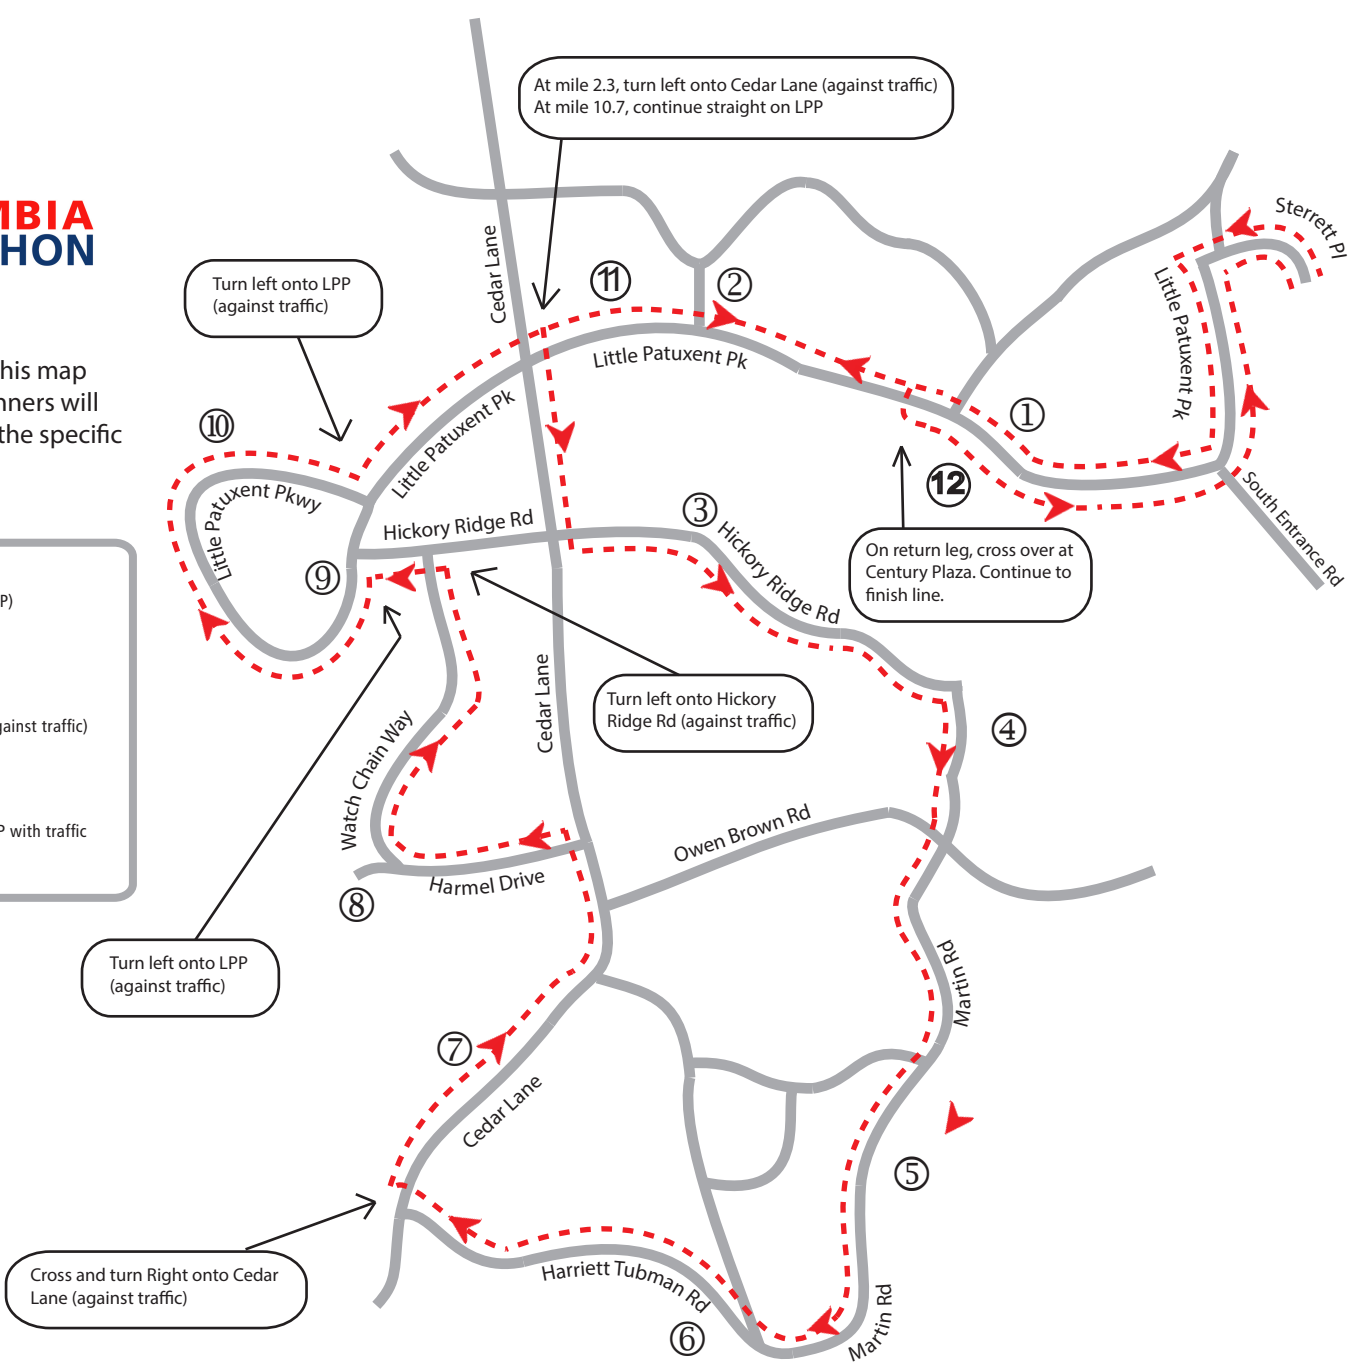 At mile 2.3, turn left onto Cedar Lane (against traffic)
At mile 10.7, continue straight on LPP
MBIA
HON
Sterrett Pl
Cedar Lane
Turn left onto LPP
(against traffic)
11
2
Little Patuxent Pk
Little Patuxent Pk
his map
nners will
the specific
10
Little Patuxent Pk
1
12
South Entrance Rd
Little Patuxent Pkwy
Hickory Ridge Rd
3
Hickory Ridge Rd
On return leg, cross over at
Century Plaza. Continue to
finish line.
9
P)
Cedar Lane
Turn left onto Hickory
Ridge Rd (against traffic)
4
gainst traffic)
Watch Chain Way
P with traffic
Owen Brown Rd
Harmel Drive
8
Turn left onto LPP
(against traffic)
Martin Rd
7
Cedar Lane
5
Cross and turn Right onto Cedar
Lane (against traffic)
Harriett Tubman Rd
6
Martin Rd